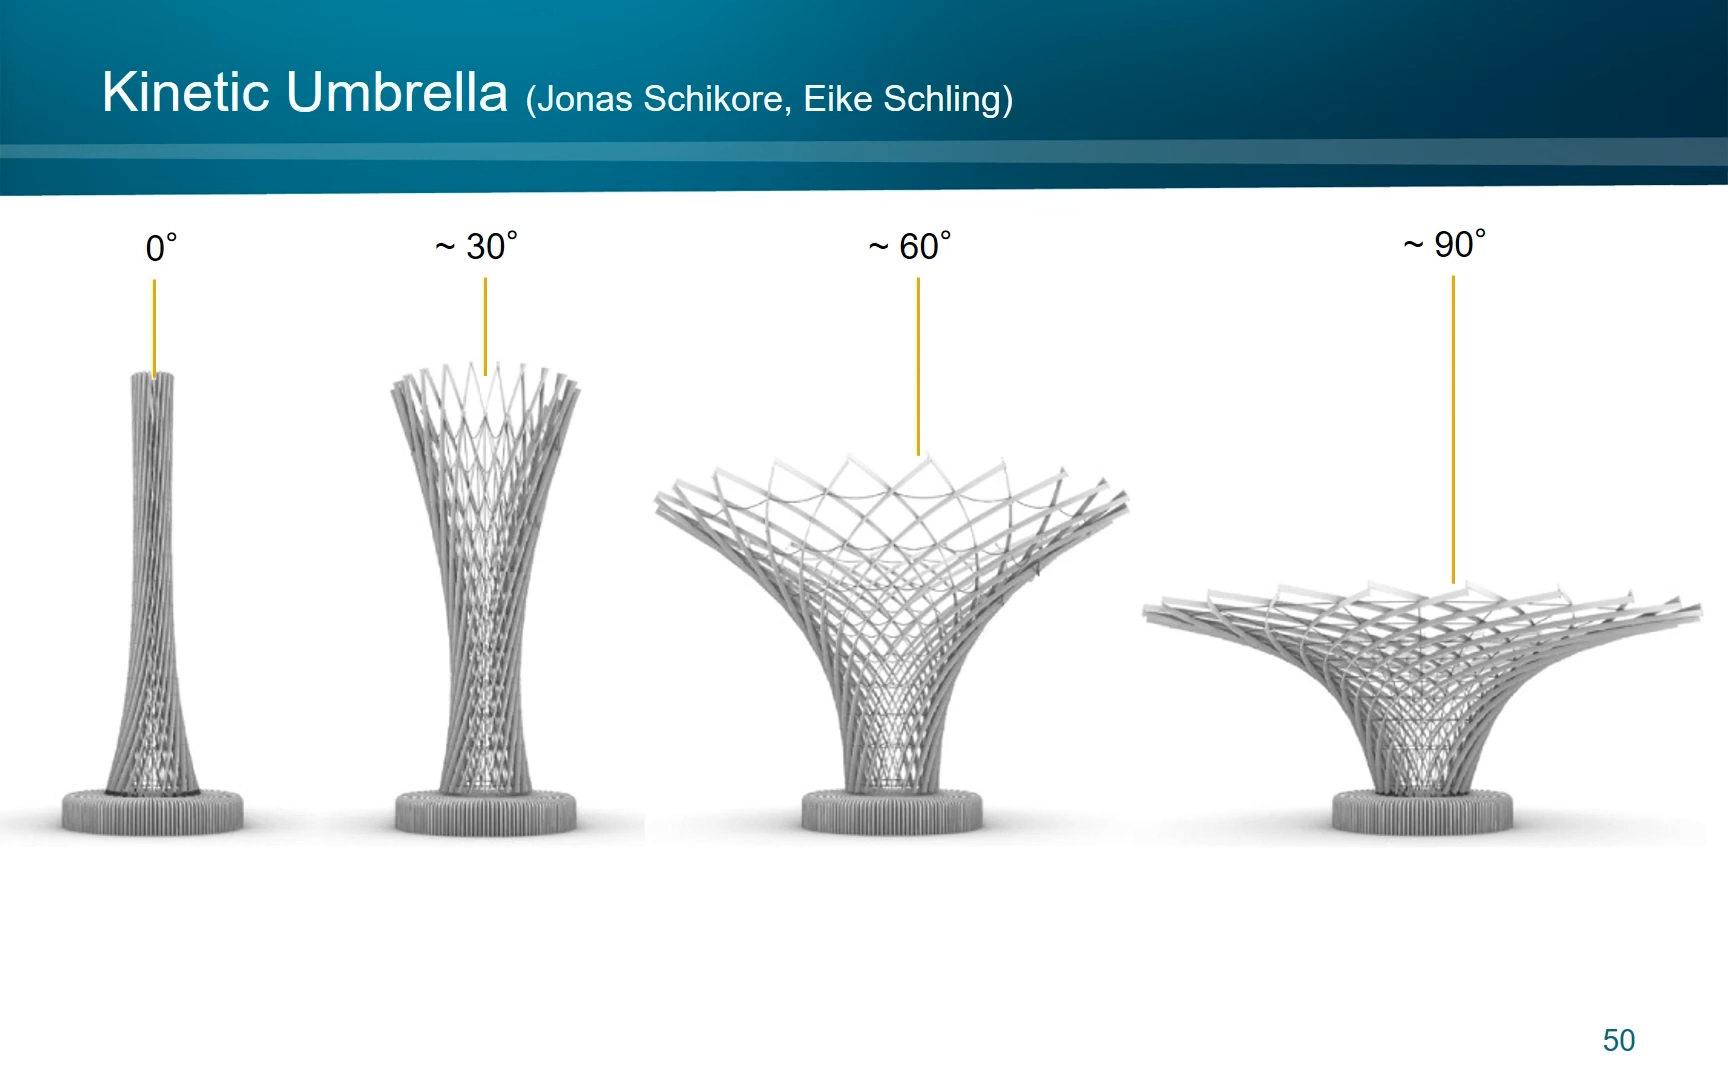 Kinetic Umbrella (Jonas Schikore, Eike Schling)
0° ~ 30° ~ 60° ~ 90°
50